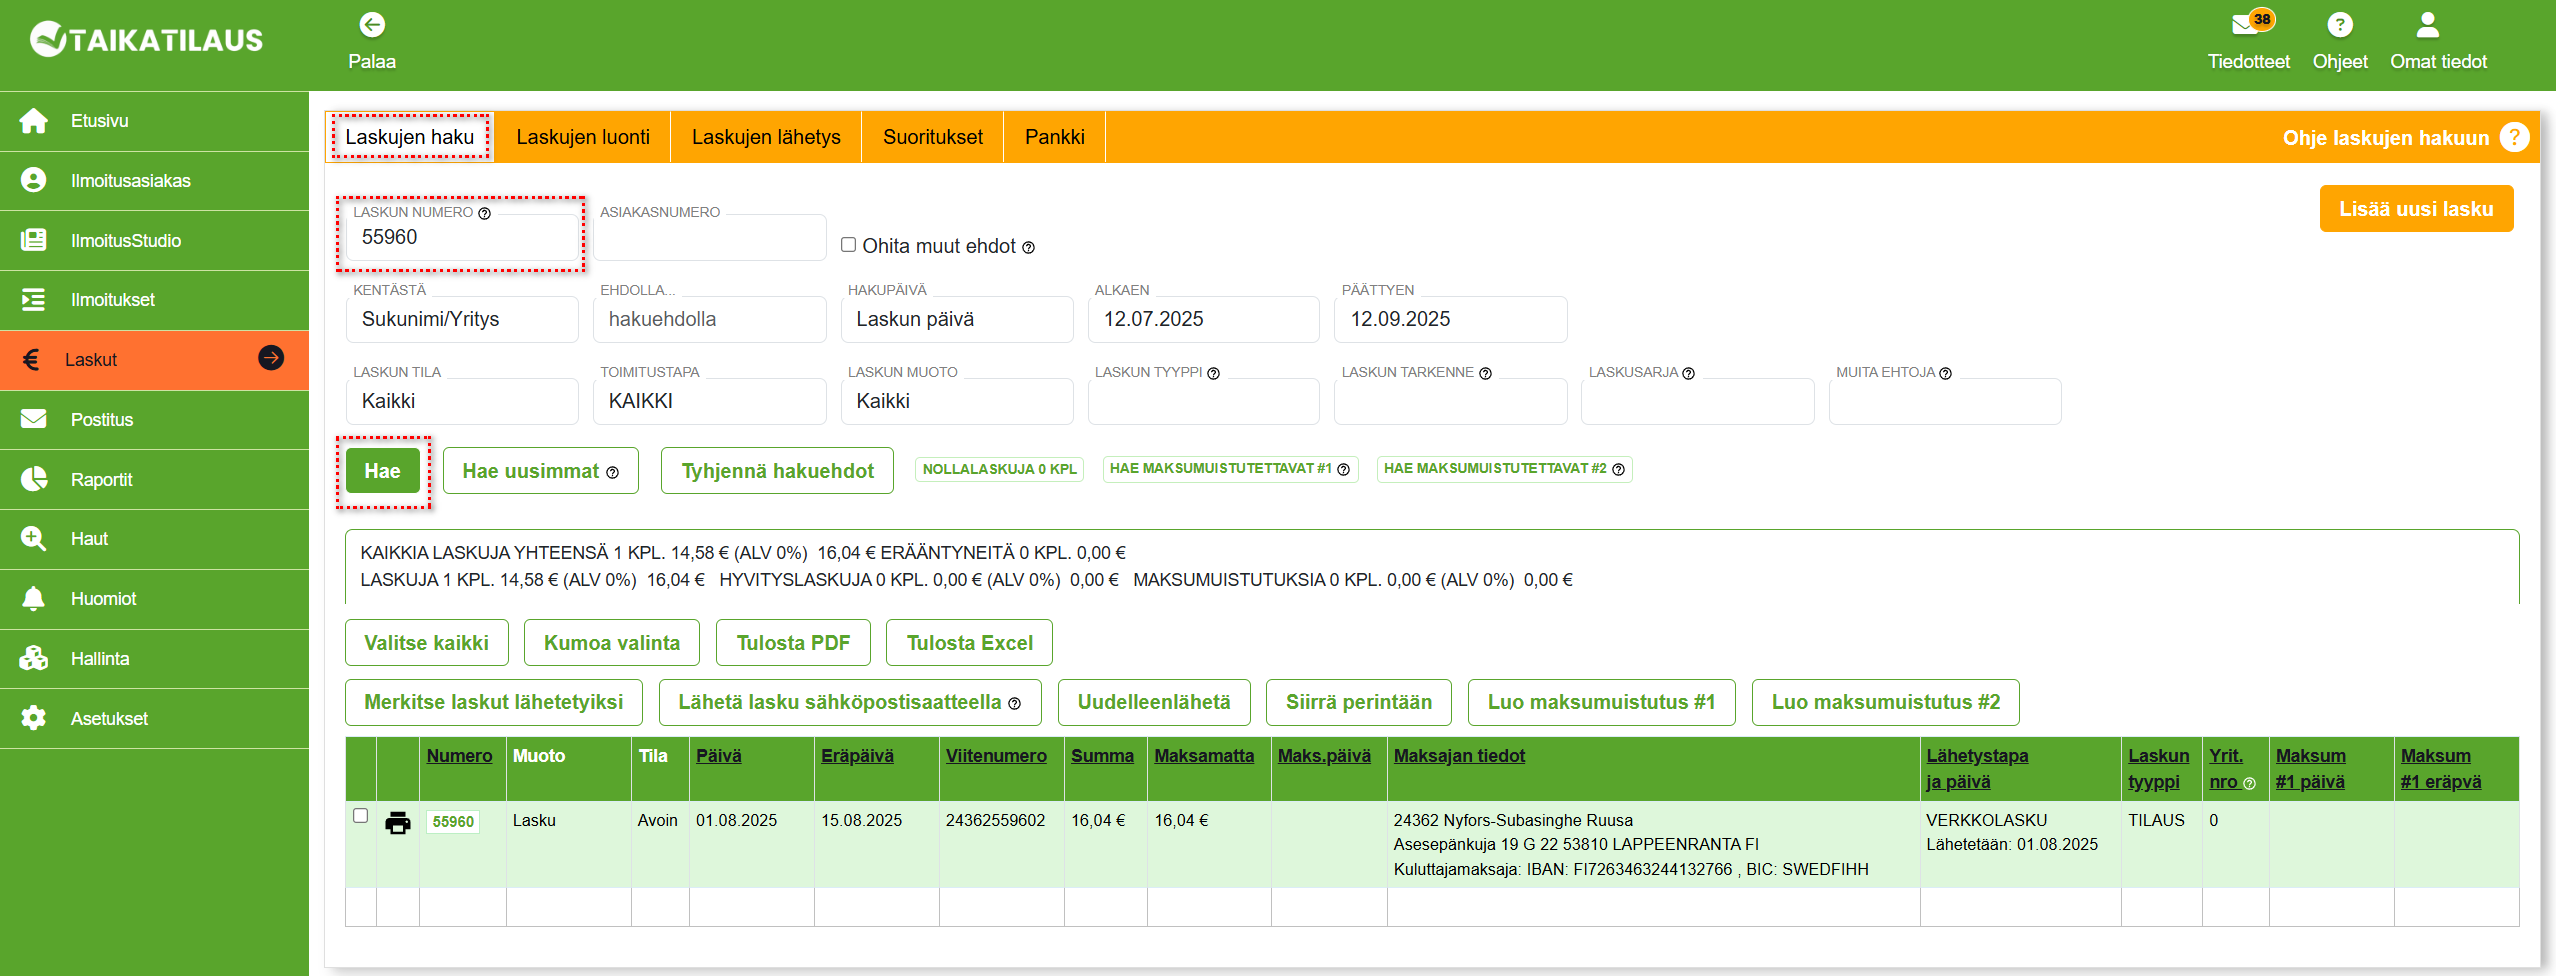 TAIKATILAUS
Palaa
38
Tiedotteet
Ohjeet
Omat tiedot
Etusivu
Ilmoitusasiakas
IlmoitusStudio
Ilmoitukset
€ Laskut
Postitus
Raportit
Haut
Huomiot
Hallinta
Asetukset
Laskujen haku
Laskujen luonti
Laskujen lähetys
Suoritukset
Pankki
Ohje laskujen hakuun ?
LASKUN NUMERO ?
55960
ASIAKASNUMERO
Ohita muut ehdot ?
Lisää uusi lasku
KENTÄSTÄ
Sukunimi/Yritys
EHDOLLA...
hakuehdolla
HAKUPÄIVÄ
Laskun päivä
ALKAEN
12.07.2025
PÄÄTTYEN
12.09.2025
LASKUN TILA
Kaikki
TOIMITUSTAPA
KAIKKI
LASKUN MUOTO
Kaikki
LASKUN TYYPPI ?
LASKUN TARKENNE ?
LASKUSARJA ?
MUITA EHTOJA ?
Hae
Hae uusimmat ?
Tyhjennä hakuehdot
NOLLALASKUJA 0 KPL
HAE MAKSUMUISTUTETTAVAT #1 ?
HAE MAKSUMUISTUTETTAVAT #2 ?
KAIKKIA LASKUJA YHTEENSÄ 1 KPL. 14,58 € (ALV 0%) 16,04 € ERÄÄNTYNEITÄ 0 KPL. 0,00 €
LASKUJA 1 KPL. 14,58 € (ALV 0%) 16,04 € HYVITYSLASKUJA 0 KPL. 0,00 € (ALV 0%) 0,00 € MAKSUMUISTUTUKSIA 0 KPL. 0,00 € (ALV 0%) 0,00 €
Valitse kaikki
Kumoa valinta
Tulosta PDF
Tulosta Excel
Merkitse laskut lähetetyiksi
Lähetä lasku sähköpostisaatteella ?
Uudelleenlähetä
Siirrä perintään
Luo maksumuistutus #1
Luo maksumuistutus #2
Numero
Muoto
Tila
Päivä
Eräpäivä
Viitenumero
Summa
Maksamatta
Maks.päivä
Maksajan tiedot
Lähetystapa
ja päivä
Laskun
tyyppi
Yrit.
nro ?
Maksum
#1 päivä
Maksum
#1 eräpvä
55960
Lasku
Avoin
01.08.2025
15.08.2025
24362559602
16,04 €
16,04 €
24362 Nyfors-Subasinghe Ruusa
Asesepänkuja 19 G 22 53810 LAPPEENRANTA FI
Kuluttajamaksaja: IBAN: FI7263463244132766 , BIC: SWEDFIHH
VERKKOLASKU
Lähetetään: 01.08.2025
TILAUS
0